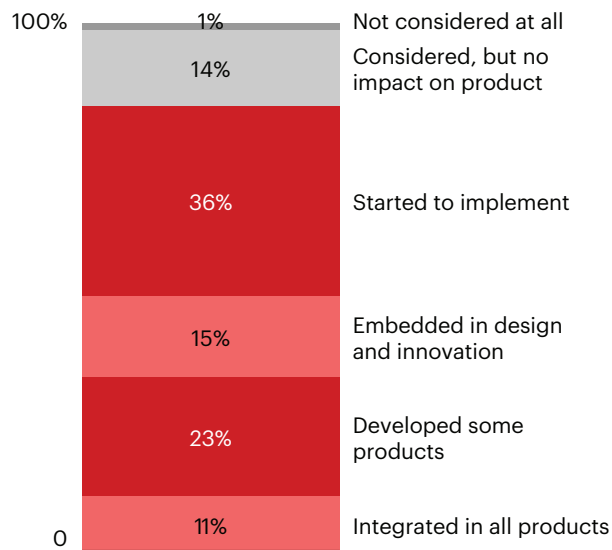 100%
1%
Not considered at all
14%
Considered, but no
impact on product
36%
Started to implement
15%
Embedded in design
and innovation
23%
Developed some
products
0
11%
Integrated in all products